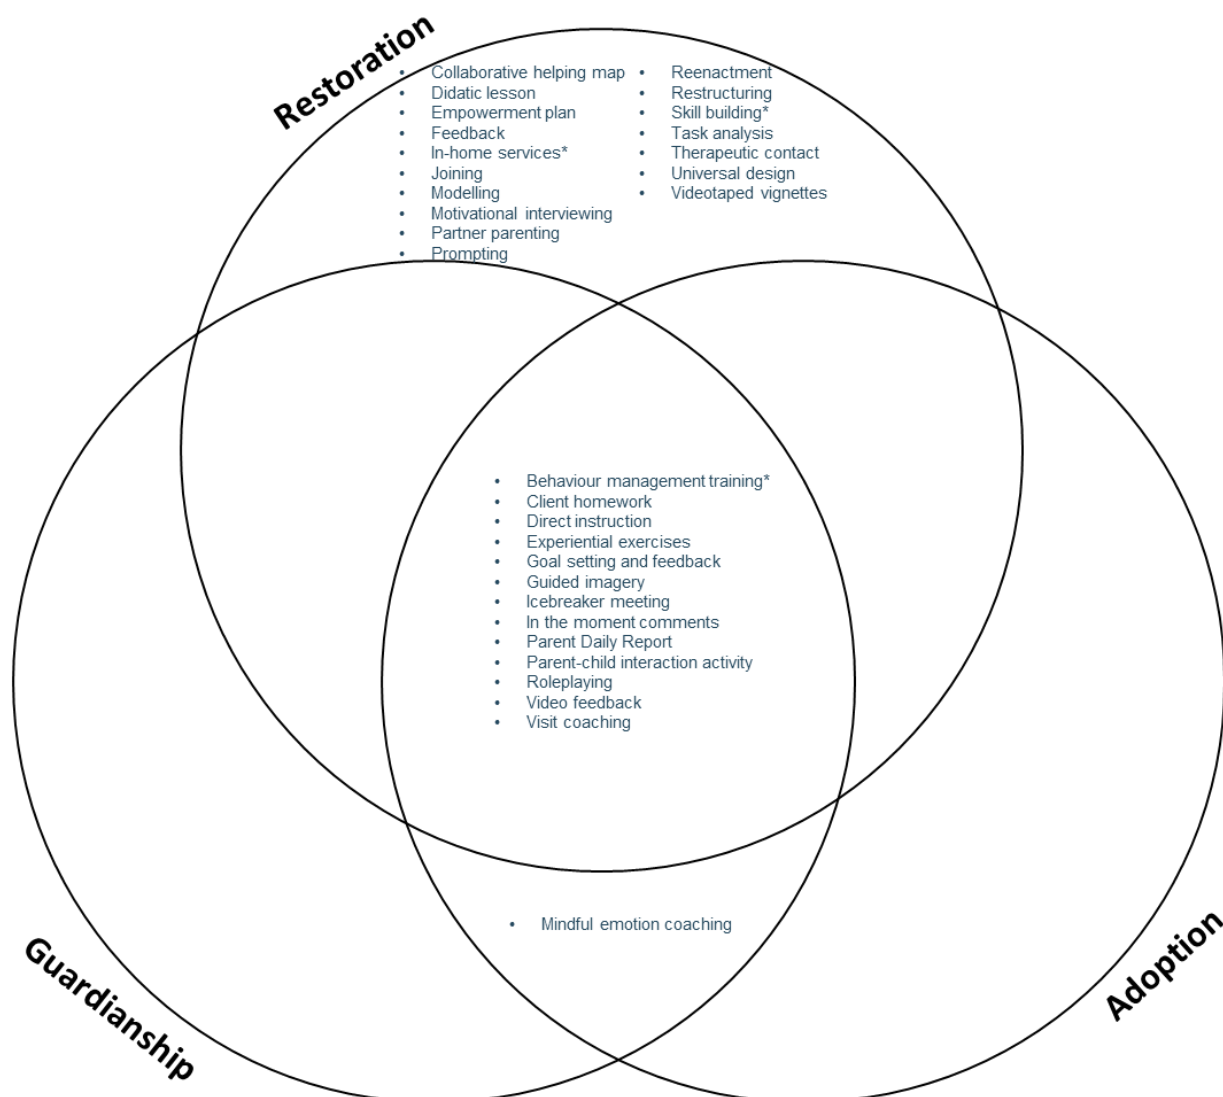 Restoration
Collaborative helping map
Didatic lesson
Empowerment plan
Feedback
In-home services*
Joining
Modelling
Motivational interviewing
Partner parenting
Prompting
Reenactment
Restructuring
Skill building*
Task analysis
Therapeutic contact
Universal design
Videotaped vignettes
Behaviour management training*
Client homework
Direct instruction
Experiential exercises
Goal setting and feedback
Guided imagery
Icebreaker meeting
In the moment comments
Parent Daily Report
Parent-child interaction activity
Roleplaying
Video feedback
Visit coaching
Mindful emotion coaching
Guardianship
Adoption